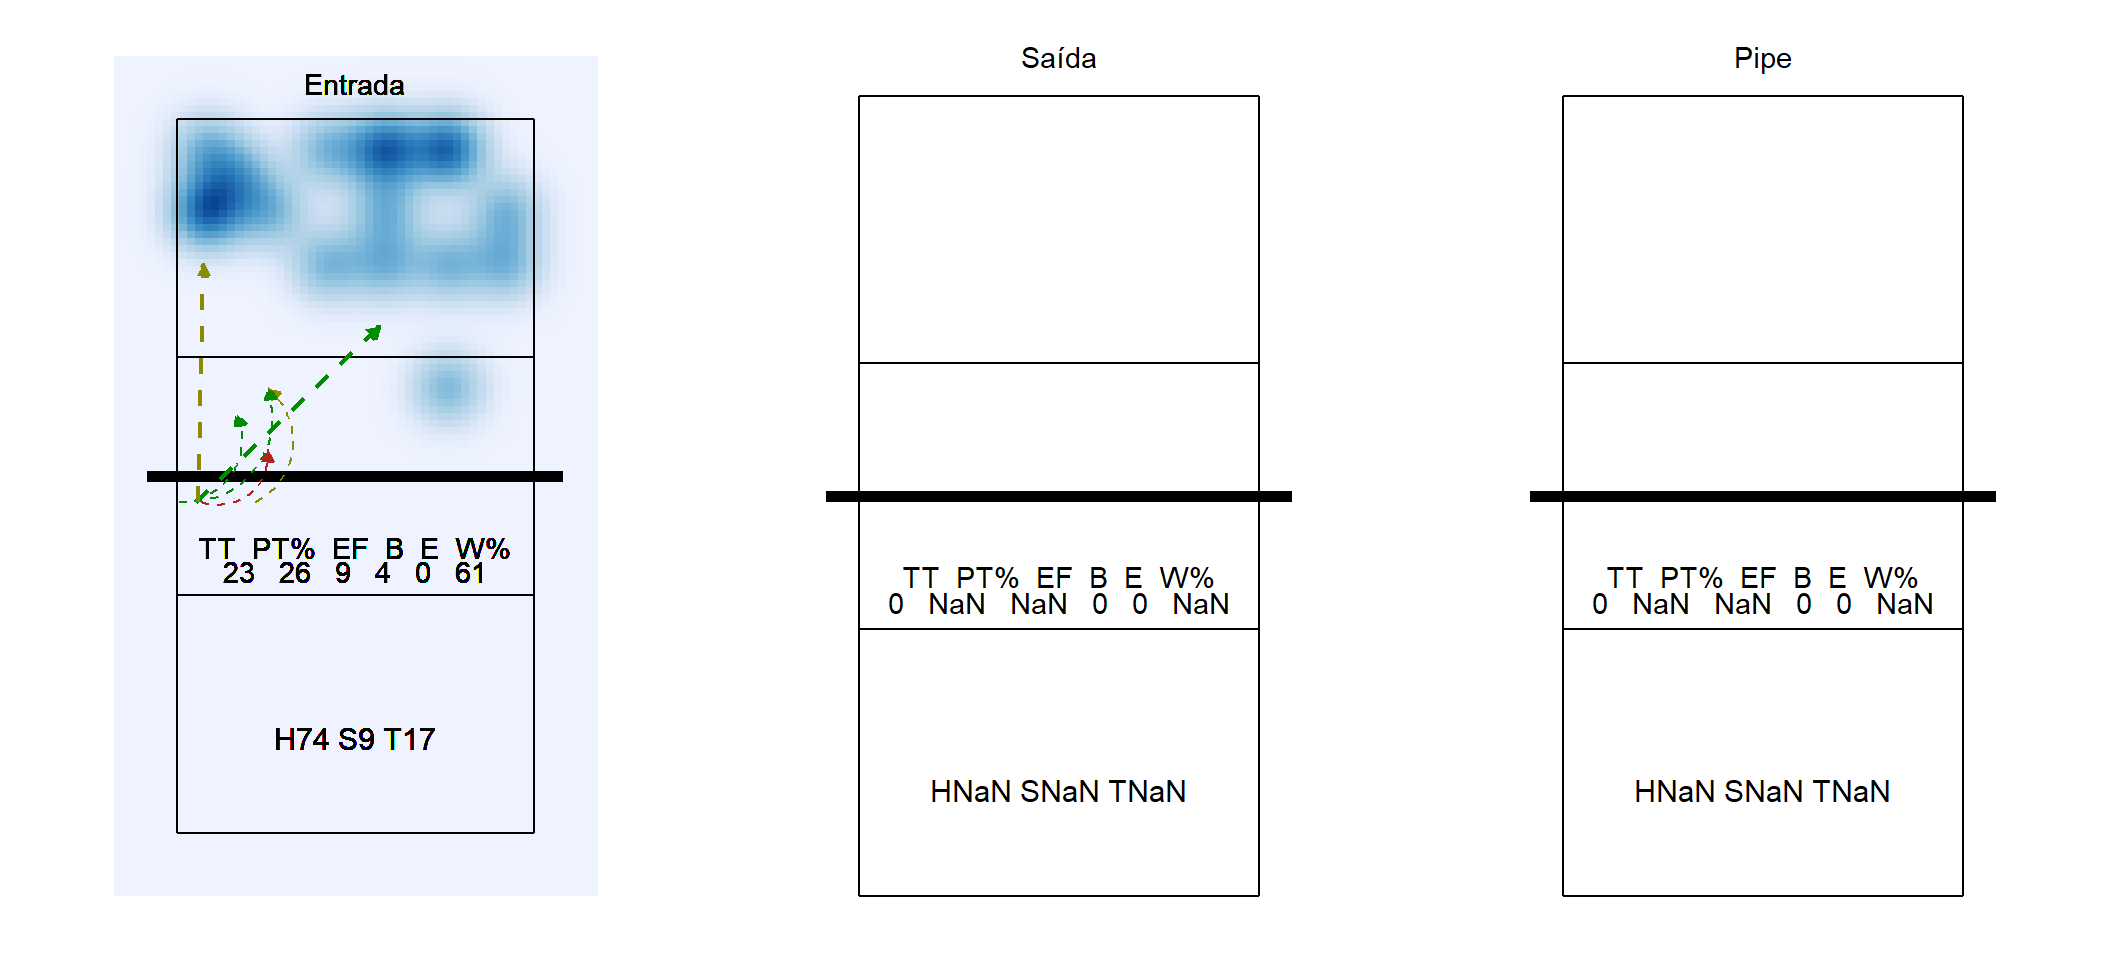 Entrada
TT PT% EF B E W%
23 26 9 4 0 61
H74 S9 T17
Saída
TT PT% EF B E W%
0 NaN NaN 0 0 NaN
HNaN SNaN TNaN
Pipe
TT PT% EF B E W%
0 NaN NaN 0 0 NaN
HNaN SNaN TNaN